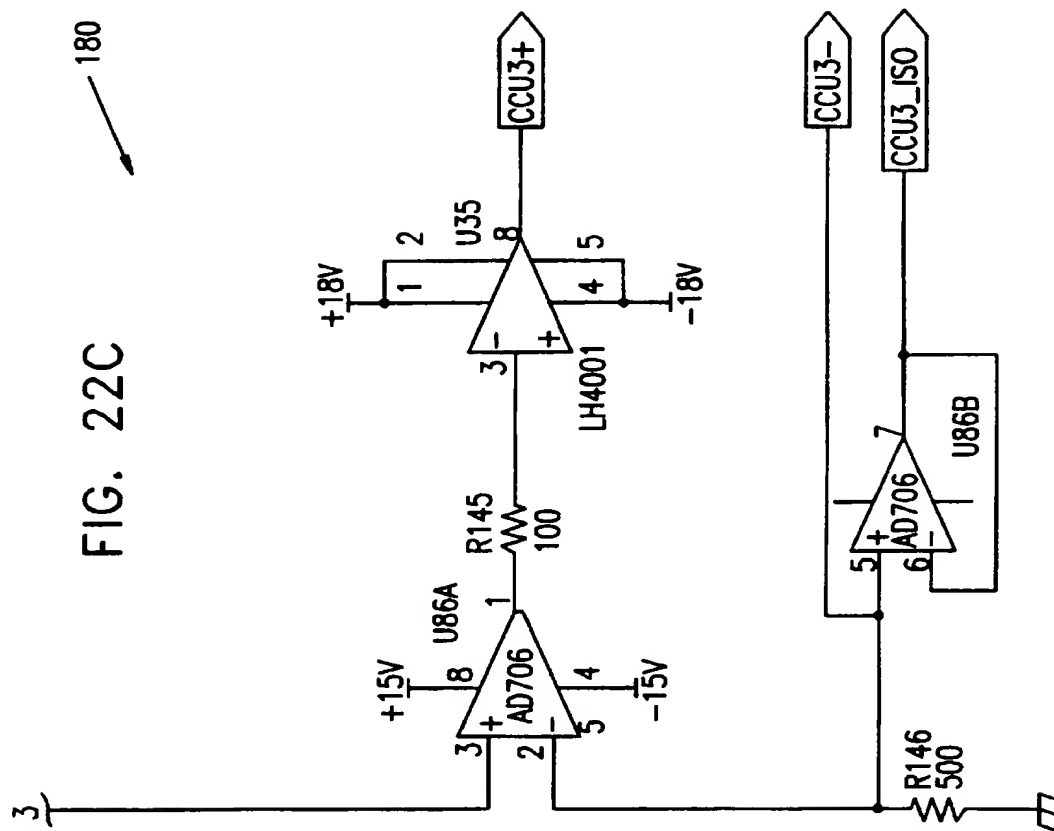 FIG. 22C
180
3
+15V
8
U86A
3
+
AD706
1
2
-
5
4
-15V
R145
100
+18V
1
2
U35
3
-
8
+
LH4001
4
5
-18V
CCU3+
CCU3-
CCU3_ISO
5
+
AD706
7
6
-
U86B
R146
500